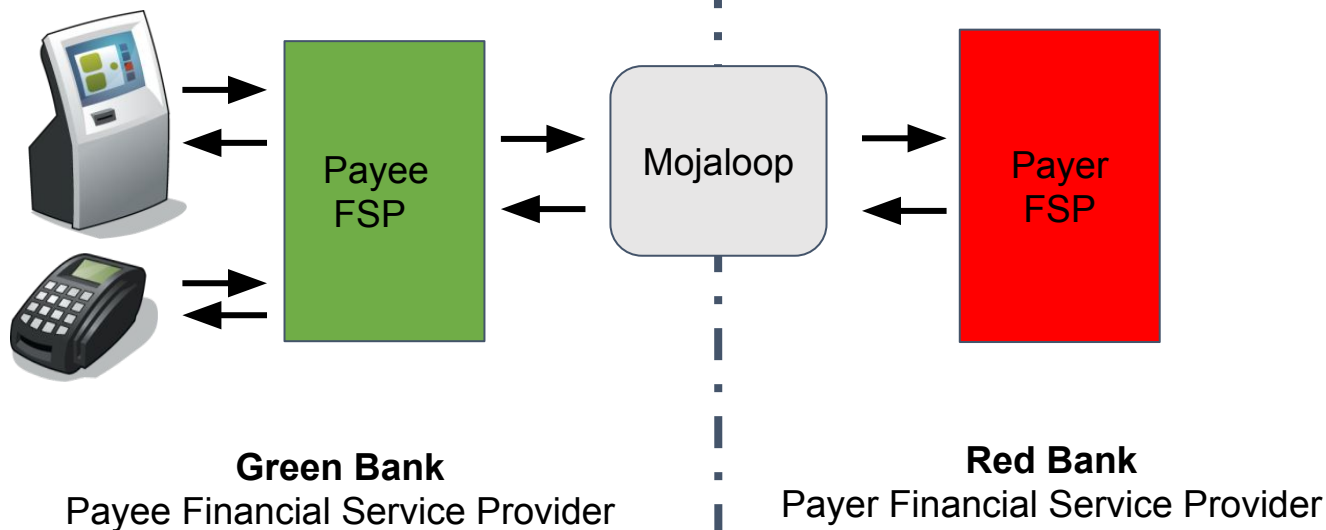 Payee
FSP
Mojaloop
Payer
FSP
Green Bank
Payee Financial Service Provider
Red Bank
Payer Financial Service Provider